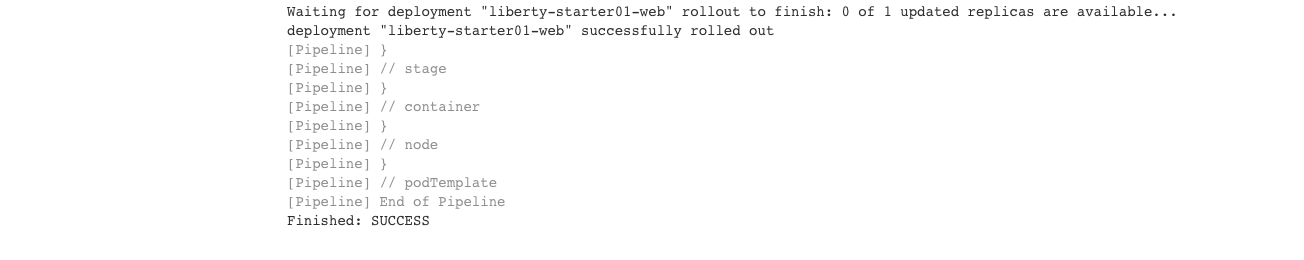 Waiting for deployment "liberty-starter01-web" rollout to finish: 0 of 1 updated replicas are available...
deployment "liberty-starter01-web" successfully rolled out
[Pipeline] }
[Pipeline] // stage
[Pipeline] }
[Pipeline] // container
[Pipeline] }
[Pipeline] // node
[Pipeline] }
[Pipeline] // podTemplate
[Pipeline] End of Pipeline
Finished: SUCCESS